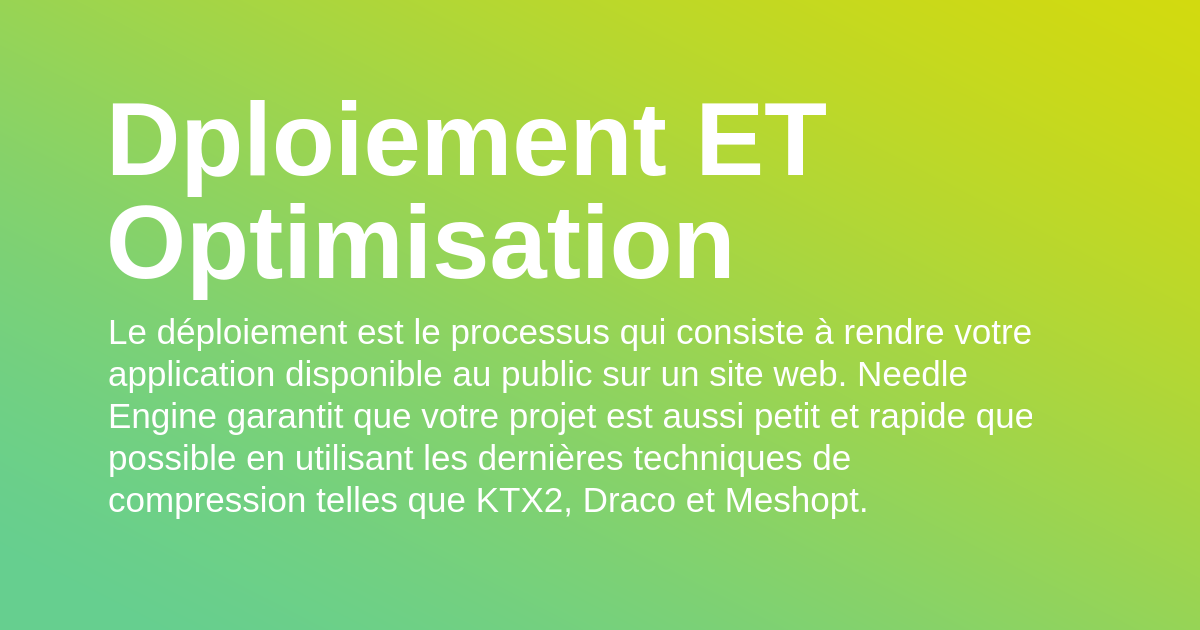 Dploiement ET
Optimisation
Le déploiement est le processus qui consiste à rendre votre
application disponible au public sur un site web. Needle
Engine garantit que votre projet est aussi petit et rapide que
possible en utilisant les dernières techniques de
compression telles que KTX2, Draco et Meshopt.